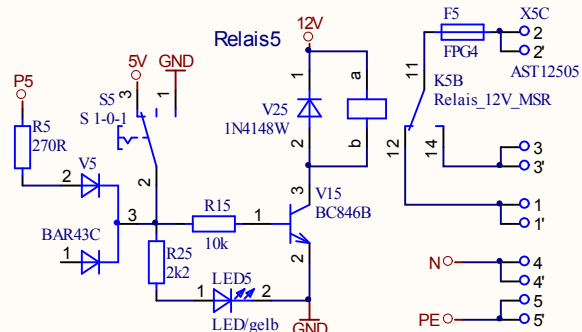 Relais5
12V
F5
X5C
2
FPG4
2'
AST12505
5V
GND
P5
S5
3
1
S 1-0-1
R5
270R
1
a
V25
1N4148W
2
b
11
K5B
Relais_12V_MSR
12
14
3
3'
V5
2
2
3
V15
BC846B
1
1'
BAR43C
3
R15
1
10k
1
R25
2k2
2
LED5
1
2
LED/gelb
GND
N
4
4'
PE
5
5'